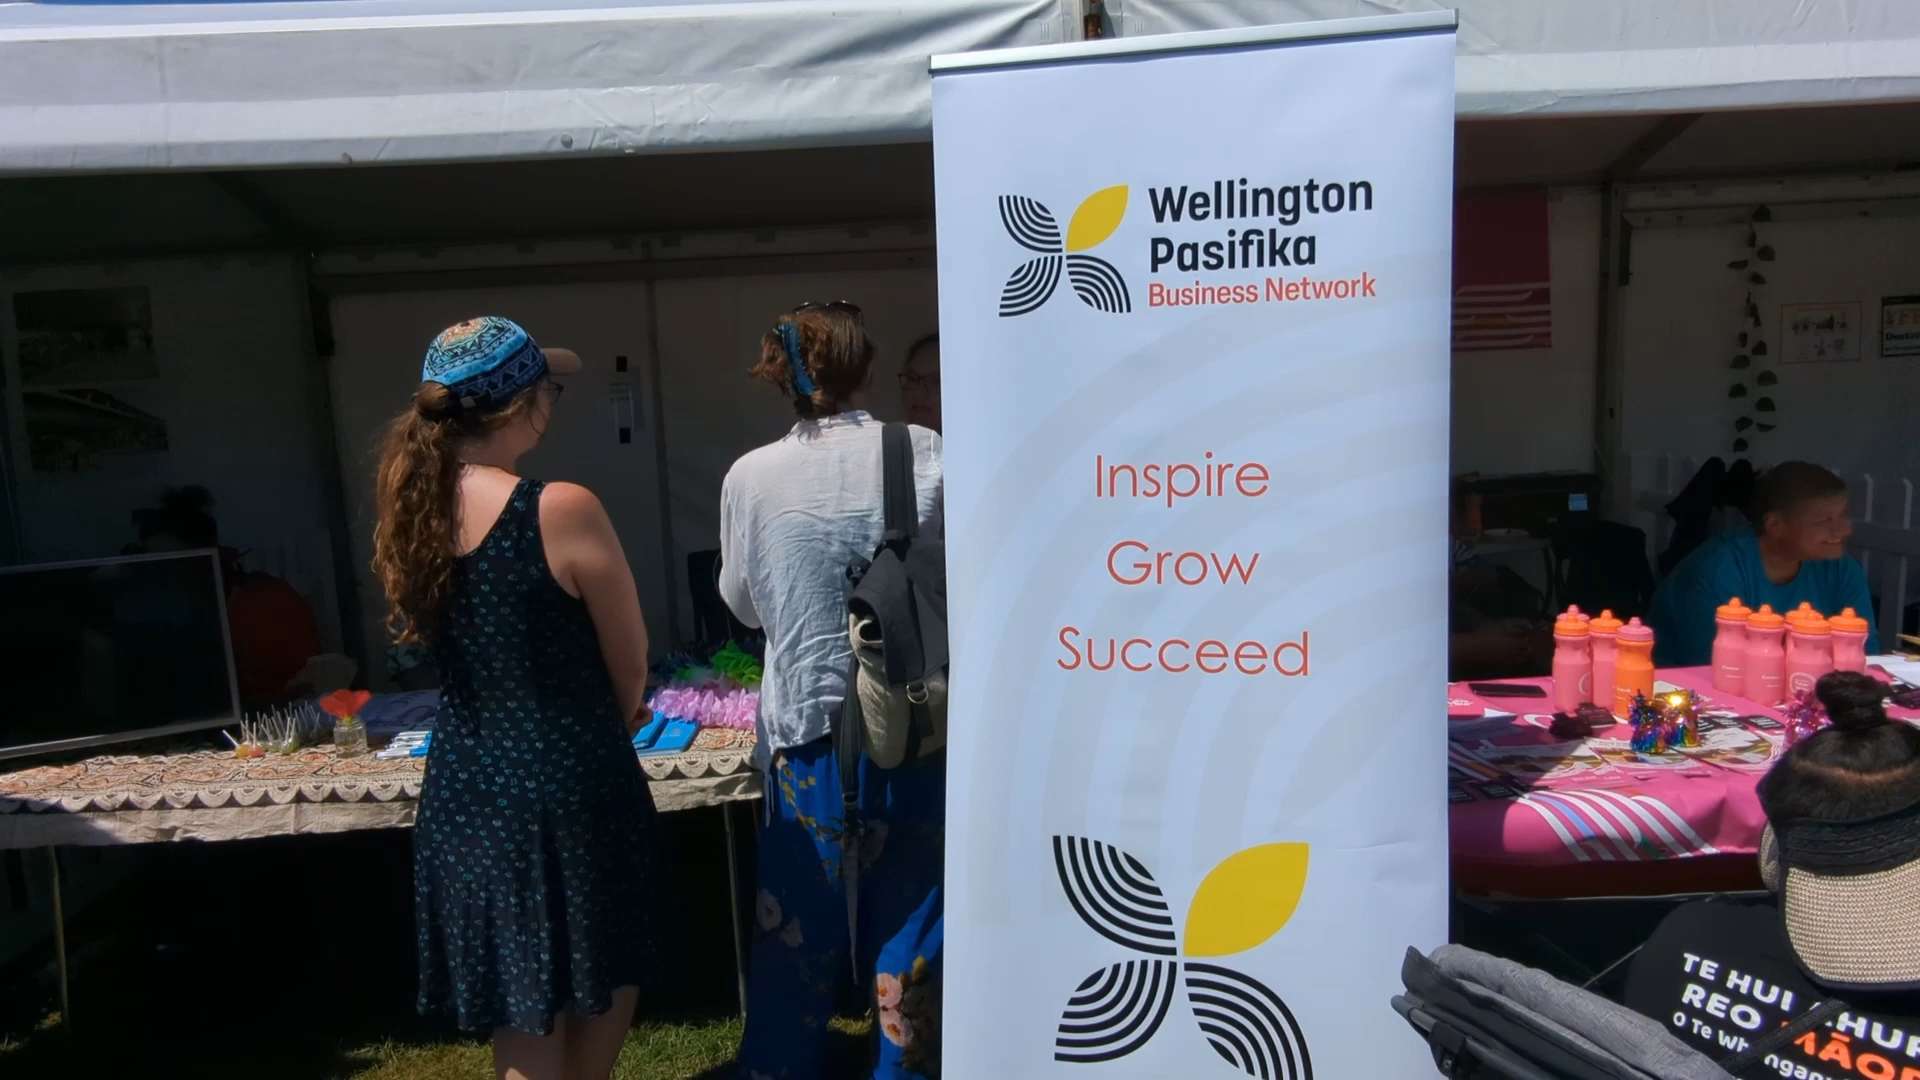 Wellington
Pasifika
Business Network
Inspire
Grow
Succeed
TE HUI
REO
O Te